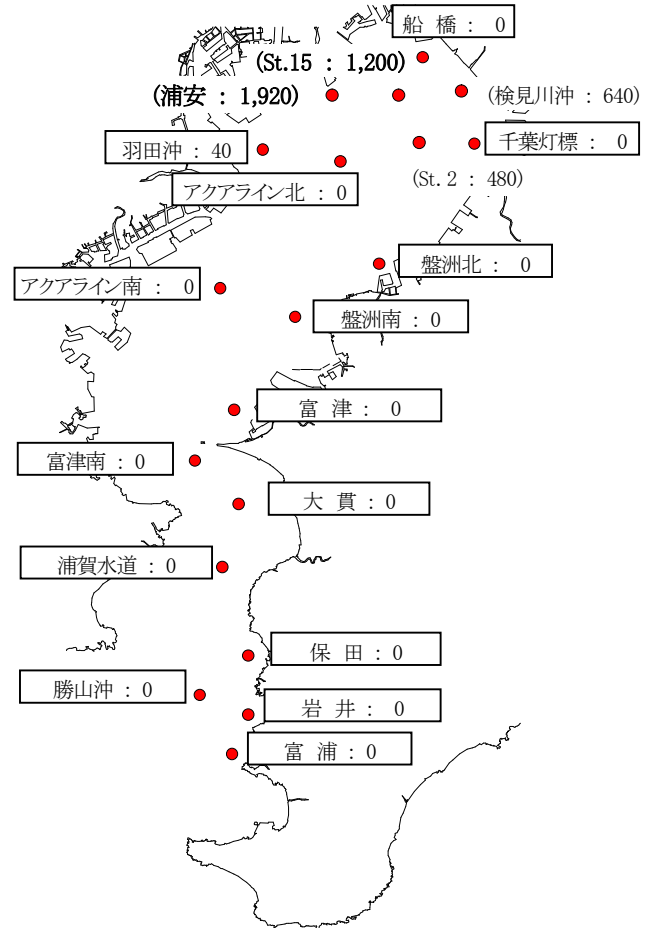 船 橋 : 0
(St.15 : 1,200)
(浦安 : 1,920)
(検見川沖 : 640)
羽田沖 : 40
千葉灯標 : 0
アクアライン北 : 0
(St. 2 : 480)
盤洲北 : 0
アクアライン南 : 0
盤洲南 : 0
富 津 : 0
富津南 : 0
大 貫 : 0
浦賀水道 : 0
保 田 : 0
勝山沖 : 0
岩 井 : 0
富 浦 : 0